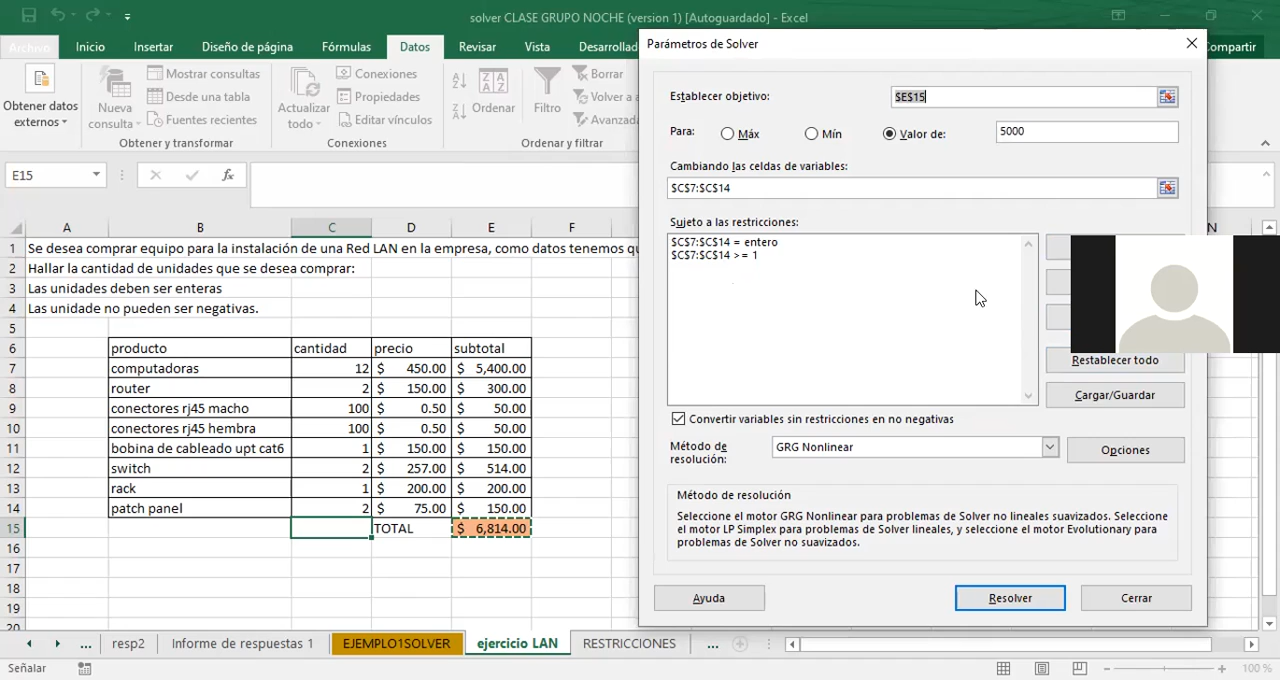 solver CLASE GRUPO NOCHE (version 1) [Autoguardado] - Excel
Archivo Inicio Insertar Diseño de página Fórmulas Datos Revisar Vista Desarrollad
Compartir
Obtener datos externos
Nueva consulta
Mostrar consultas
Desde una tabla
Fuentes recientes
Obtener y transformar
Actualizar todo
Conexiones
Propiedades
Editar vínculos
Conexiones
Ordenar
Filtro
Borrar
Volver a a
Avanzada
Ordenar y filtrar
E15
fx
A B C D E F N
1 Se desea comprar equipo para la instalación de una Red LAN en la empresa, como datos tenemos qu
2 Hallar la cantidad de unidades que se desea comprar:
3 Las unidades deben ser enteras
4 Las unidade no pueden ser negativas.
5
6 producto cantidad precio subtotal
7 computadoras 12 $ 450.00 $ 5,400.00
8 router 2 $ 150.00 $ 300.00
9 conectores rj45 macho 100 $ 0.50 $ 50.00
10 conectores rj45 hembra 100 $ 0.50 $ 50.00
11 bobina de cableado upt cat6 1 $ 150.00 $ 150.00
12 switch 2 $ 257.00 $ 514.00
13 rack 1 $ 200.00 $ 200.00
14 patch panel 2 $ 75.00 $ 150.00
15 TOTAL $ 6,814.00
16
17
18
19
20
Parámetros de Solver
Establecer objetivo: $E$15
Para: Máx Mín Valor de: 5000
Cambiando las celdas de variables:
$C$7:$C$14
Sujeto a las restricciones:
$C$7:$C$14 = entero
$C$7:$C$14 >= 1
Restablecer todo
Cargar/Guardar
Convertir variables sin restricciones en no negativas
Método de resolución: GRG Nonlinear
Opciones
Método de resolución
Seleccione el motor GRG Nonlinear para problemas de Solver no lineales suavizados. Seleccione
el motor LP Simplex para problemas de Solver lineales, y seleccione el motor Evolutionary para
problemas de Solver no suavizados.
Ayuda Resolver Cerrar
... resp2 Informe de respuestas 1 EJEMPLO1SOLVER ejercicio LAN RESTRICCIONES ...
Señalar
100 %